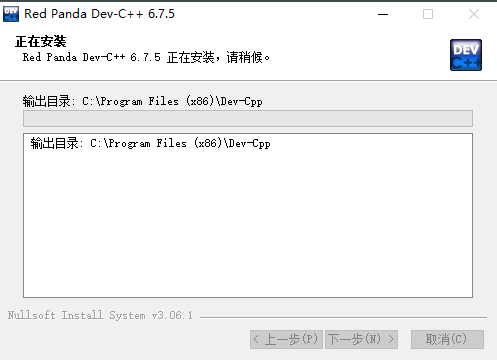 Red Panda Dev-C++ 6.7.5
正在安装
Red Panda Dev-C++ 6.7.5 正在安装，请稍候。
DEV
C++
输出目录: C:\Program Files (x86)\Dev-Cpp
输出目录: C:\Program Files (x86)\Dev-Cpp
Nullsoft Install System v3.06.1
< 上一步(P) 下一步(N) > 取消(C)